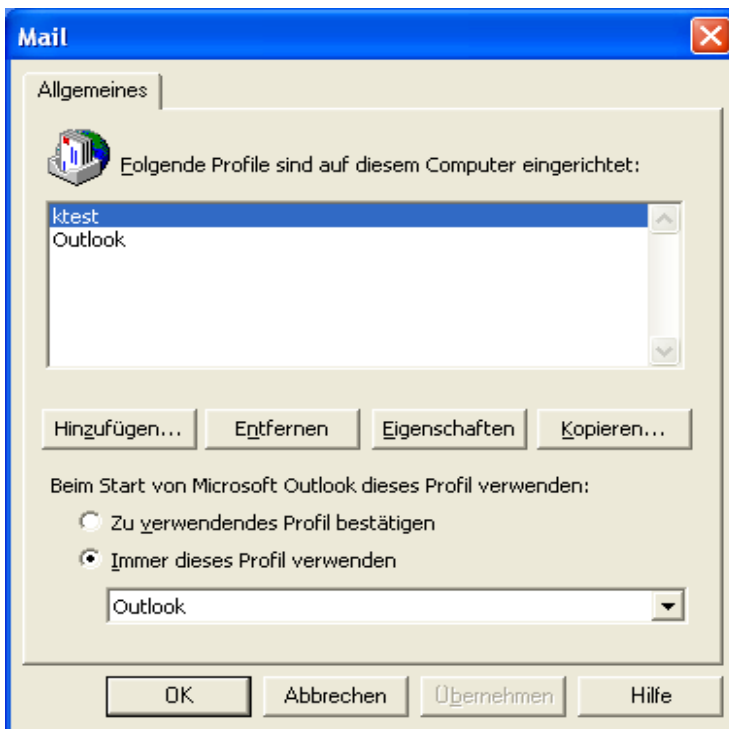 Mail
Allgemeines
Folgende Profile sind auf diesem Computer eingerichtet:
ktest
Outlook
Hinzufügen... Entfernen Eigenschaften Kopieren...
Beim Start von Microsoft Outlook dieses Profil verwenden:
Zu verwendendes Profil bestätigen
Immer dieses Profil verwenden
Outlook
OK Abbrechen Übernehmen Hilfe